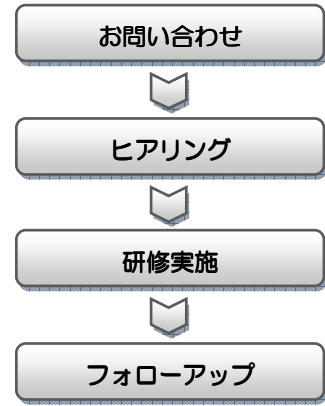 お問い合わせ
ヒアリング
研修実施
フォローアップ